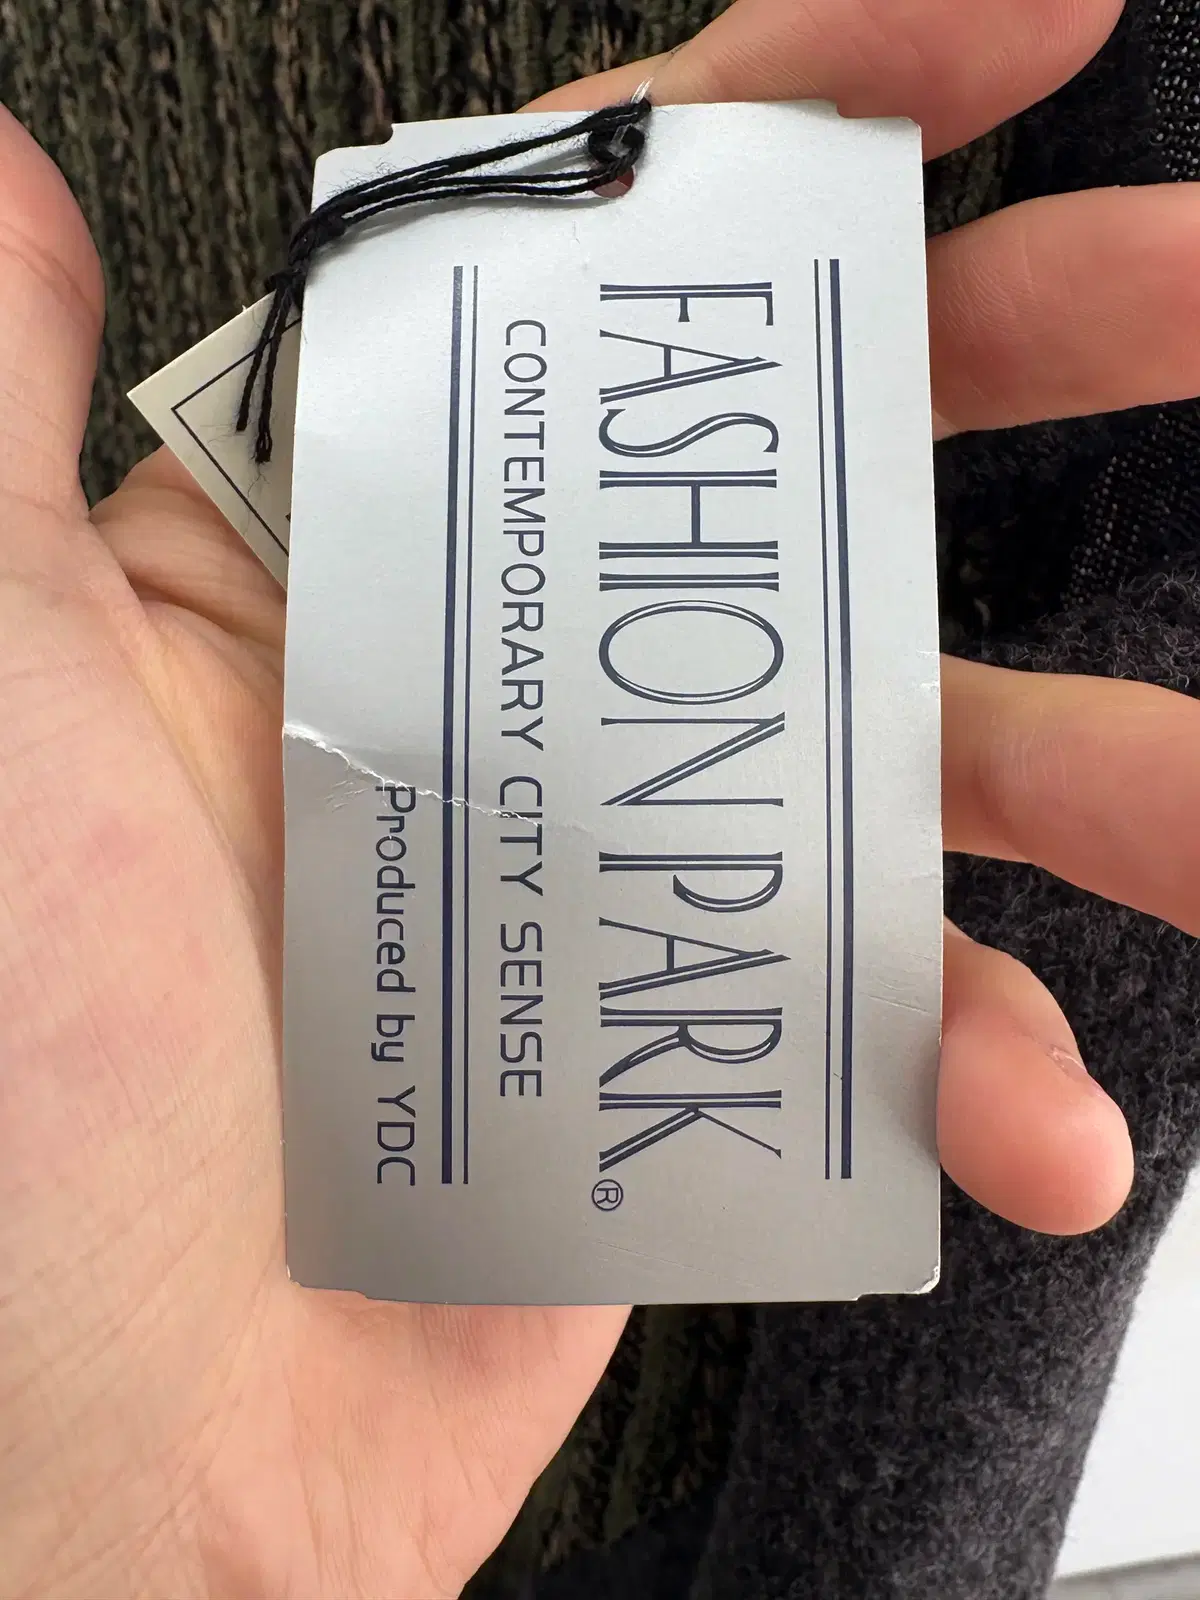 FASHION PARK®
CONTEMPORARY CITY SENSE
Produced by YDC